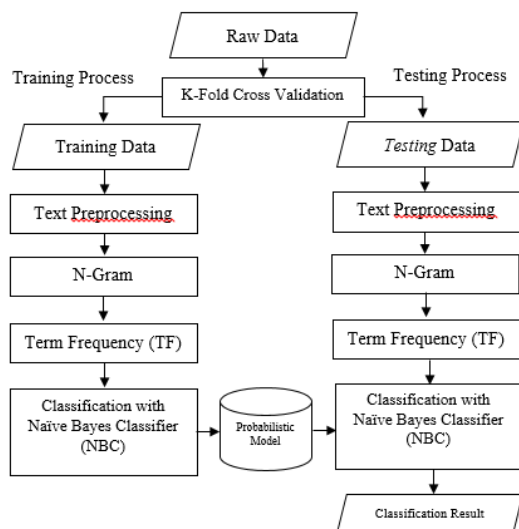 Raw Data
Training Process
Testing Process
K-Fold Cross Validation
Training Data
Testing Data
Text Preprocessing
Text Preprocessing
N-Gram
N-Gram
Term Frequency (TF)
Term Frequency (TF)
Classification with
Naïve Bayes Classifier
(NBC)
Probabilistic
Model
Classification with
Naïve Bayes Classifier
(NBC)
Classification Result